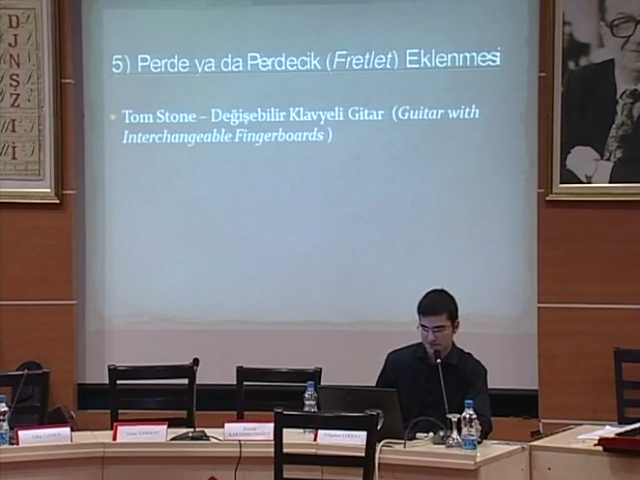 5) Perde ya da Perdecik (Fretlet) Eklenmesi
Tom Stone – Değişebilir Klavyeli Gitar (Guitar with
Interchangeable Fingerboards )
D
J
N
S
Z